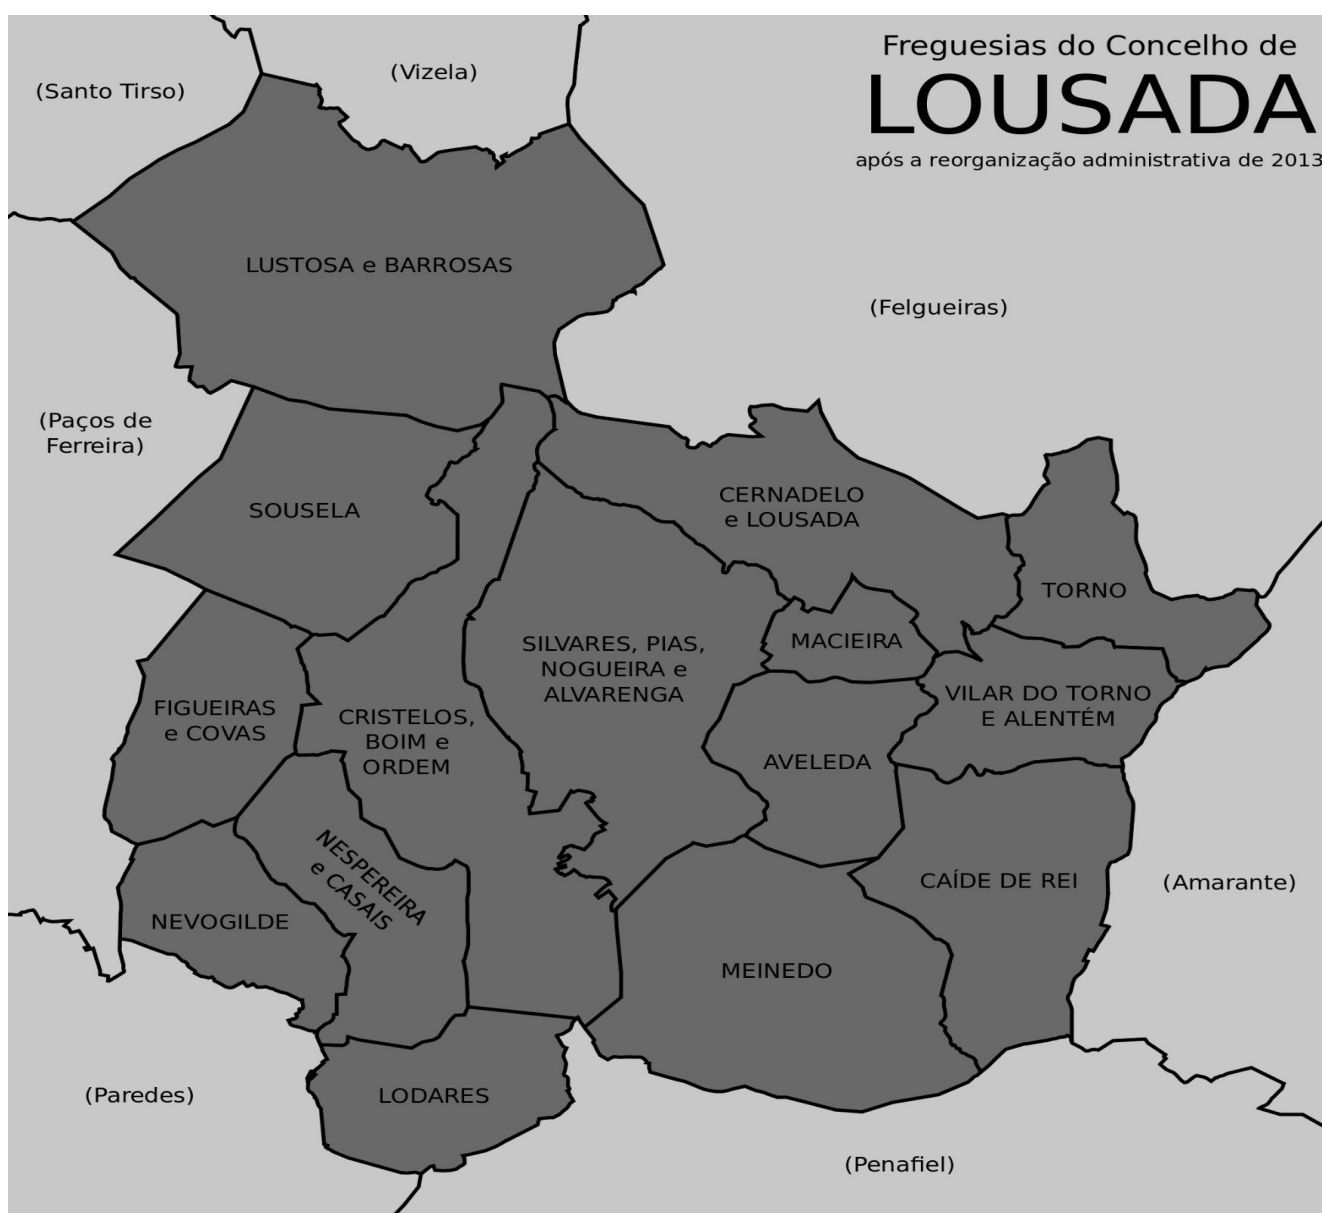 Freguesias do Concelho de
LOUSADA
após a reorganização administrativa de 2013
(Vizela)
(Santo Tirso)
LUSTOSA e BARROSAS
(Felgueiras)
(Paços de
Ferreira)
SOUSELA
CERNADELO
e LOUSADA
TORNO
MACIEIRA
SILVARES, PIAS,
NOGUEIRA e
ALVARENGA
VILAR DO TORNO
E ALENTÉM
FIGUEIRAS
e COVAS
CRISTELOS,
BOIM e
ORDEM
AVELEDA
NESPEREIRA
e CASAIS
CAÍDE DE REI
(Amarante)
NEVOGILDE
MEINEDO
(Paredes)
LODARES
(Penafiel)